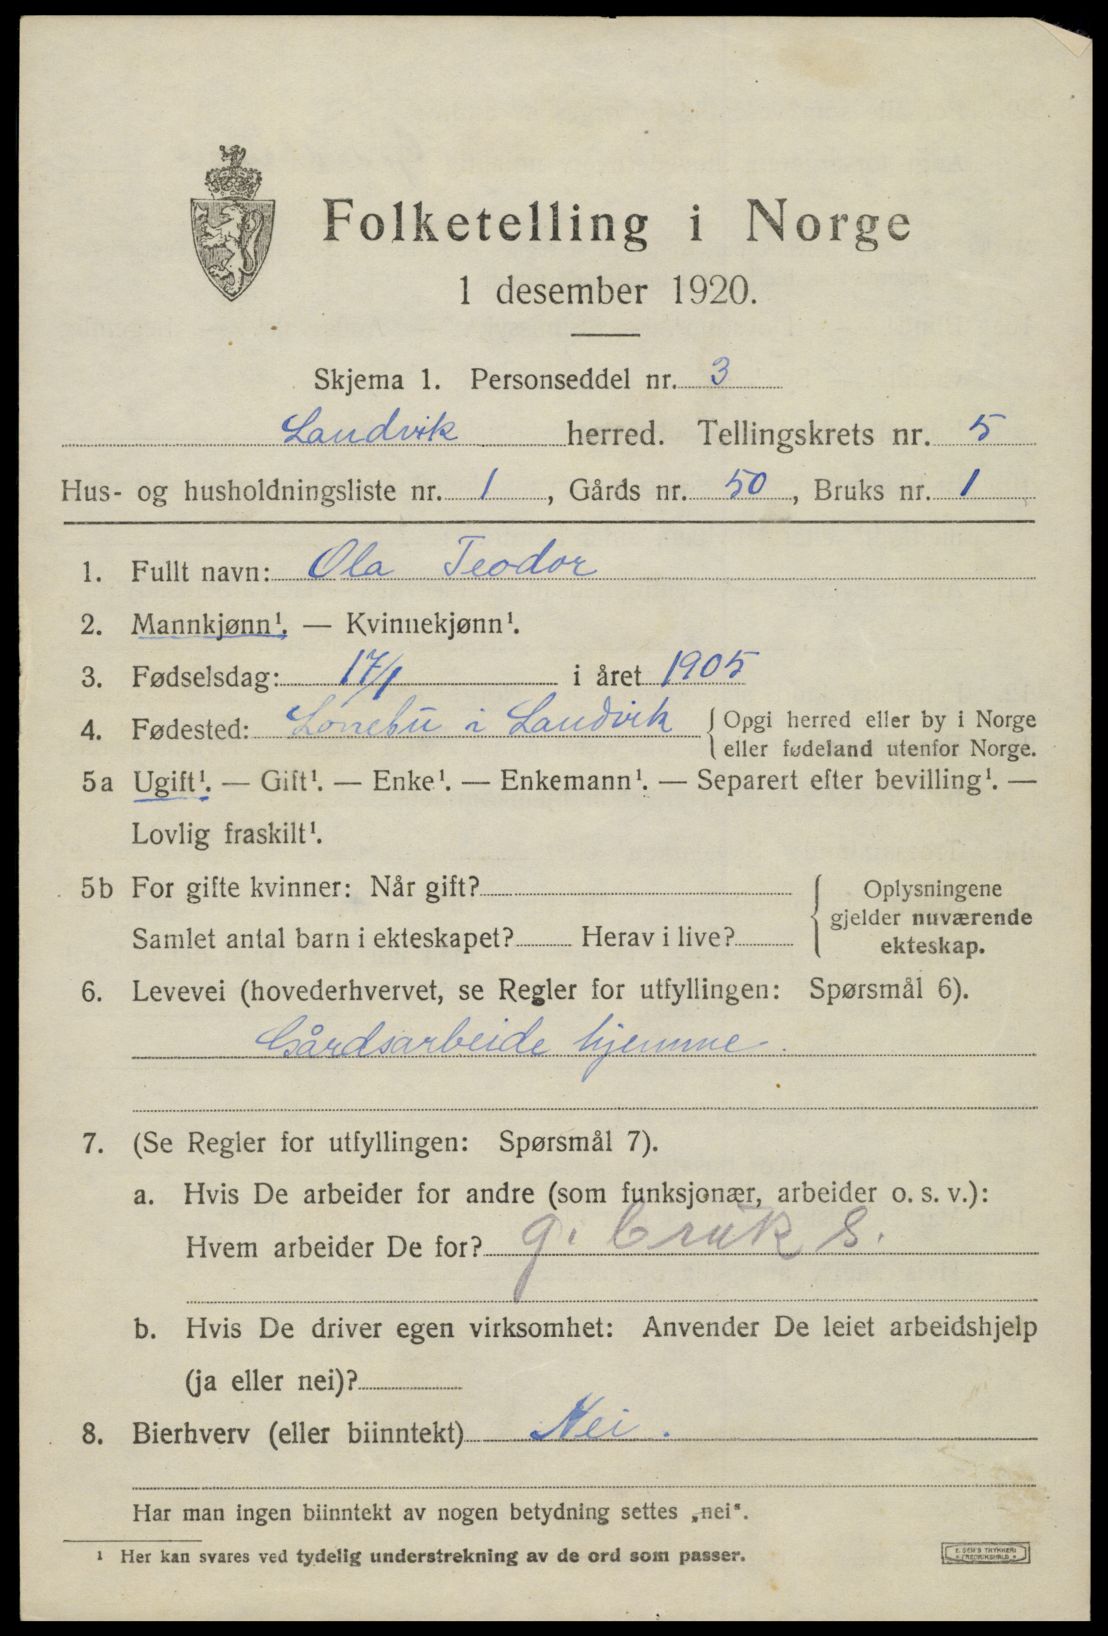 Folketelling i Norge
1 desember 1920.
Skjema 1. Personseddel nr. 3
Landvik herred. Tellingskrets nr. 5
Hus- og husholdningsliste nr. 1, Gårds nr. 50, Bruks nr. 1
1. Fullt navn: Ola Teodor
2. Mannkjønn¹. — Kvinnekjønn¹.
3. Fødselsdag: 17/1 i året 1905
4. Fødested: Lønebu i Landvik { Opgi herred eller by i Norge
eller fødeland utenfor Norge.
5a Ugift¹. — Gift¹. — Enke¹. — Enkemann¹. — Separert efter bevilling¹. —
Lovlig fraskilt¹.
5b For gifte kvinner: Når gift?
Samlet antal barn i ekteskapet? Herav i live?
{ Oplysningene
gjelder nuværende
ekteskap.
6. Levevei (hovederhvervet, se Regler for utfyllingen: Spørsmål 6).
Gårdsarbeide hjemme.
7. (Se Regler for utfyllingen: Spørsmål 7).
a. Hvis De arbeider for andre (som funksjonær, arbeider o. s. v.):
Hvem arbeider De for? g. bruk S.
b. Hvis De driver egen virksomhet: Anvender De leiet arbeidshjelp
(ja eller nei)?
8. Bierhverv (eller biinntekt) Nei.
Har man ingen biinntekt av nogen betydning settes „nei".
¹ Her kan svares ved tydelig understrekning av de ord som passer.